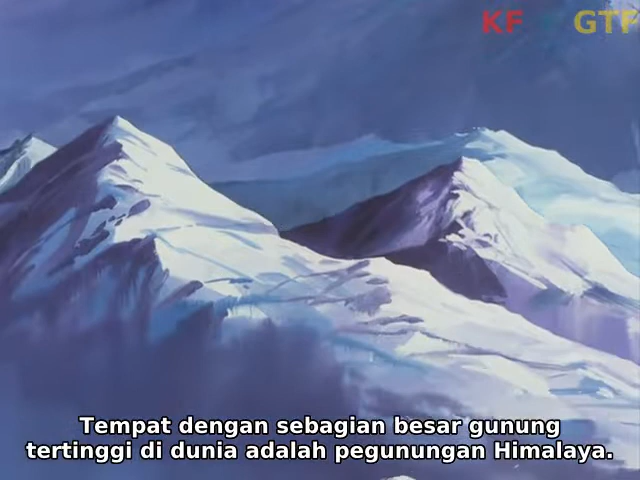 KF GTF
Tempat dengan sebagian besar gunung
tertinggi di dunia adalah pegunungan Himalaya.